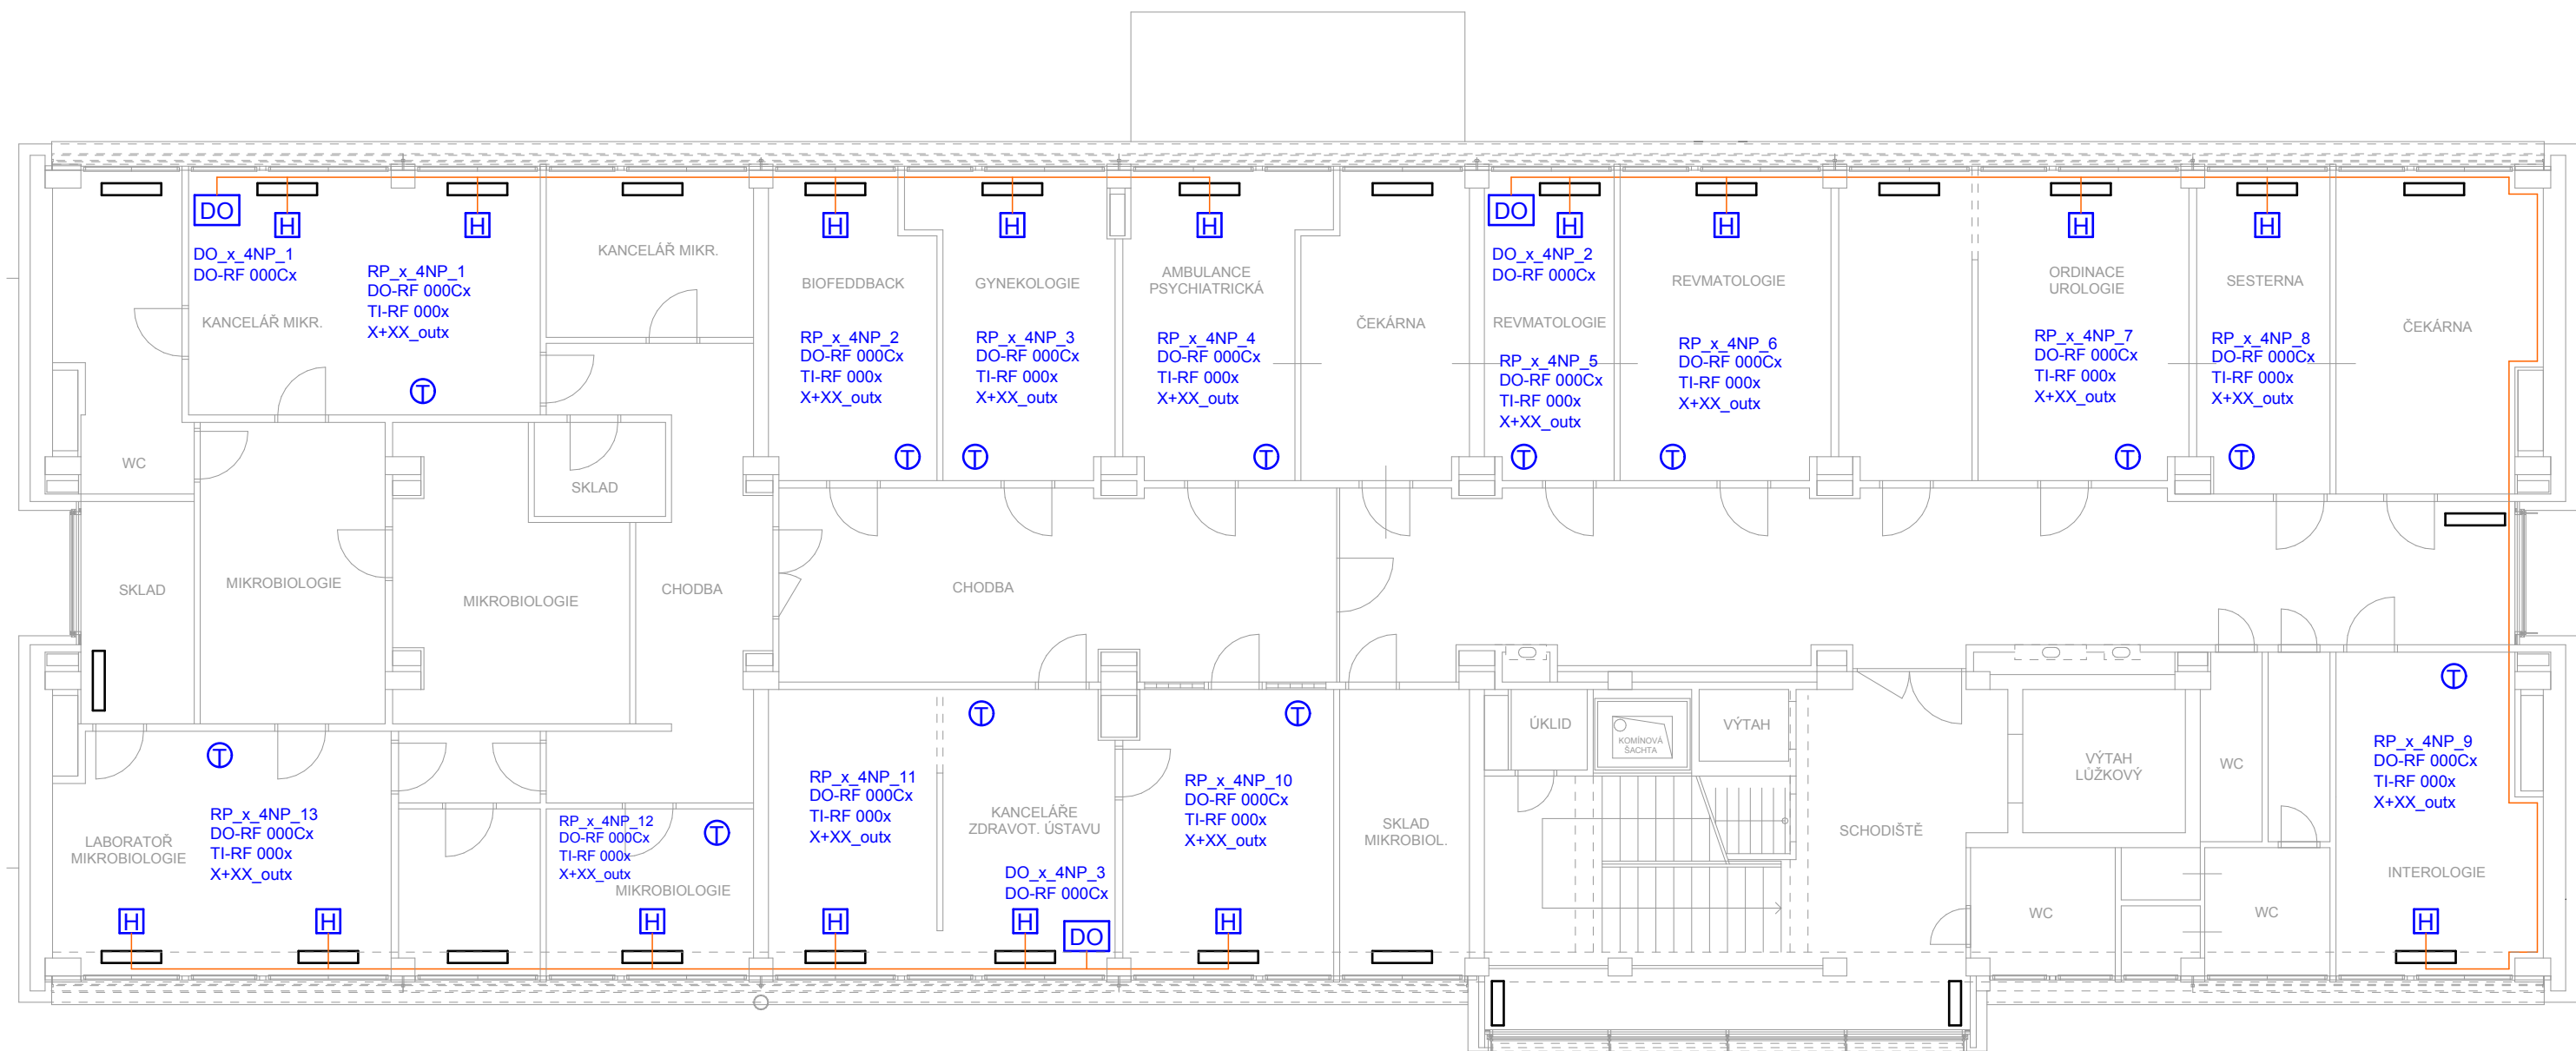 DO
H
H
H
H
H
DO
H
H
H
H
DO_x_4NP_1
DO-RF 000Cx
KANCELÁŘ MIKR.
RP_x_4NP_1
DO-RF 000Cx
TI-RF 000x
X+XX_outx
T
KANCELÁŘ MIKR.
BIOFEDDBACK
RP_x_4NP_2
DO-RF 000Cx
TI-RF 000x
X+XX_outx
T
GYNEKOLOGIE
RP_x_4NP_3
DO-RF 000Cx
TI-RF 000x
X+XX_outx
T
AMBULANCE
PSYCHIATRICKÁ
RP_x_4NP_4
DO-RF 000Cx
TI-RF 000x
X+XX_outx
T
ČEKÁRNA
DO_x_4NP_2
DO-RF 000Cx
REVMATOLOGIE
RP_x_4NP_5
DO-RF 000Cx
TI-RF 000x
X+XX_outx
T
REVMATOLOGIE
RP_x_4NP_6
DO-RF 000Cx
TI-RF 000x
X+XX_outx
T
ORDINACE
UROLOGIE
RP_x_4NP_7
DO-RF 000Cx
TI-RF 000x
X+XX_outx
T
SESTERNA
RP_x_4NP_8
DO-RF 000Cx
TI-RF 000x
X+XX_outx
T
ČEKÁRNA
WC
SKLAD
SKLAD
MIKROBIOLOGIE
MIKROBIOLOGIE
CHODBA
CHODBA
T
LABORATOŘ
MIKROBIOLOGIE
RP_x_4NP_13
DO-RF 000Cx
TI-RF 000x
X+XX_outx
H
H
RP_x_4NP_12
DO-RF 000Cx
TI-RF 000x
X+XX_outx
MIKROBIOLOGIE
T
H
RP_x_4NP_11
DO-RF 000Cx
TI-RF 000x
X+XX_outx
H
T
KANCELÁŘE
ZDRAVOT. ÚSTAVU
DO_x_4NP_3
DO-RF 000Cx
H
DO
T
RP_x_4NP_10
DO-RF 000Cx
TI-RF 000x
X+XX_outx
H
SKLAD
MIKROBIOL.
ÚKLID
KOMÍNOVÁ
ŠACHTA
VÝTAH
SCHODIŠTĚ
VÝTAH
LŮŽKOVÝ
WC
WC
WC
T
RP_x_4NP_9
DO-RF 000Cx
TI-RF 000x
X+XX_outx
INTEROLOGIE
H